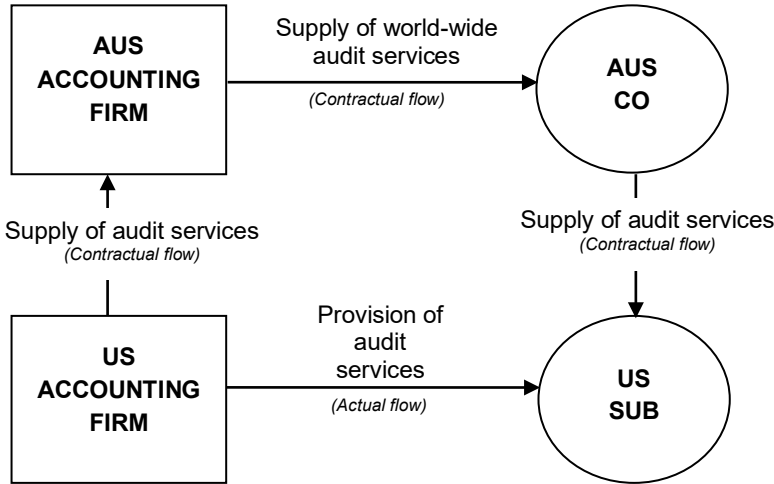 AUS
ACCOUNTING
FIRM
Supply of world-wide
audit services
(Contractual flow)
AUS
CO
Supply of audit services
(Contractual flow)
Supply of audit services
(Contractual flow)
US
ACCOUNTING
FIRM
Provision of
audit
services
(Actual flow)
US
SUB